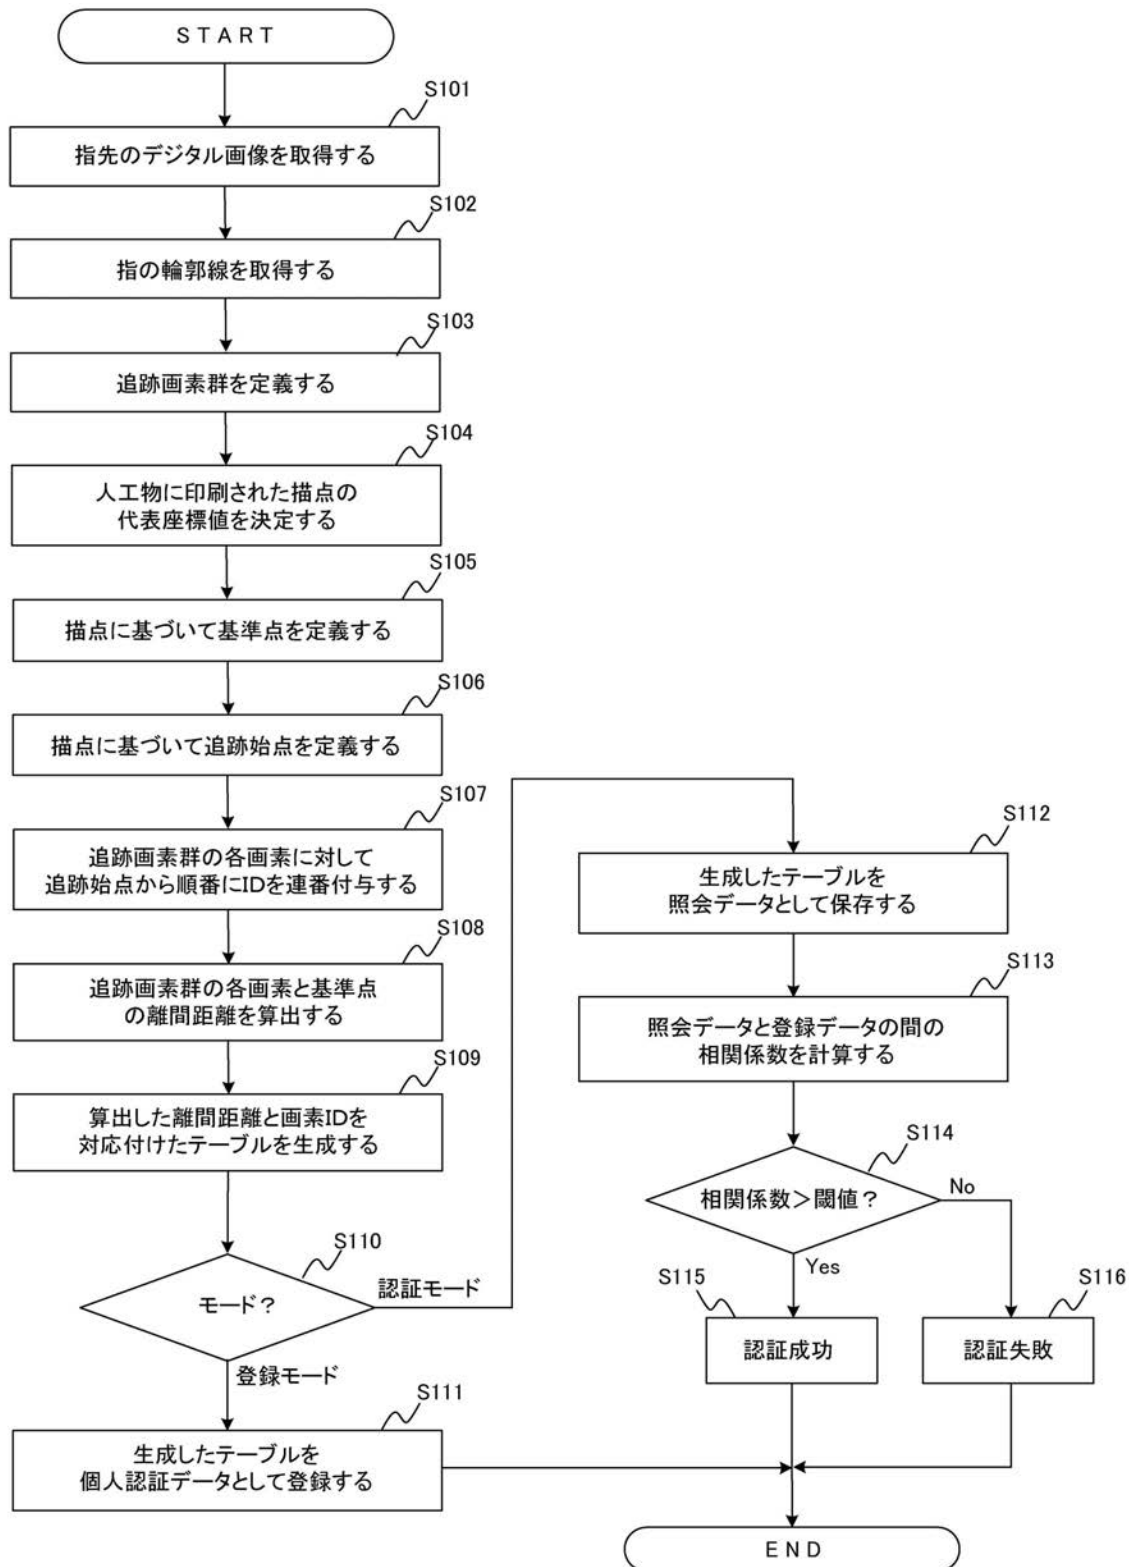 START
S101
指先のデジタル画像を取得する
S102
指の輪郭線を取得する
S103
追跡画素群を定義する
S104
人工物に印刷された描点の
代表座標値を決定する
S105
描点に基づいて基準点を定義する
S106
描点に基づいて追跡始点を定義する
S107
追跡画素群の各画素に対して
追跡始点から順番にIDを連番付与する
S108
追跡画素群の各画素と基準点
の離間距離を算出する
S109
算出した離間距離と画素IDを
対応付けたテーブルを生成する
S110
モード?
認証モード
登録モード
S111
生成したテーブルを
個人認証データとして登録する
S112
生成したテーブルを
照会データとして保存する
S113
照会データと登録データの間の
相関係数を計算する
S114
相関係数>閾値?
No
Yes
S115
認証成功
S116
認証失敗
END